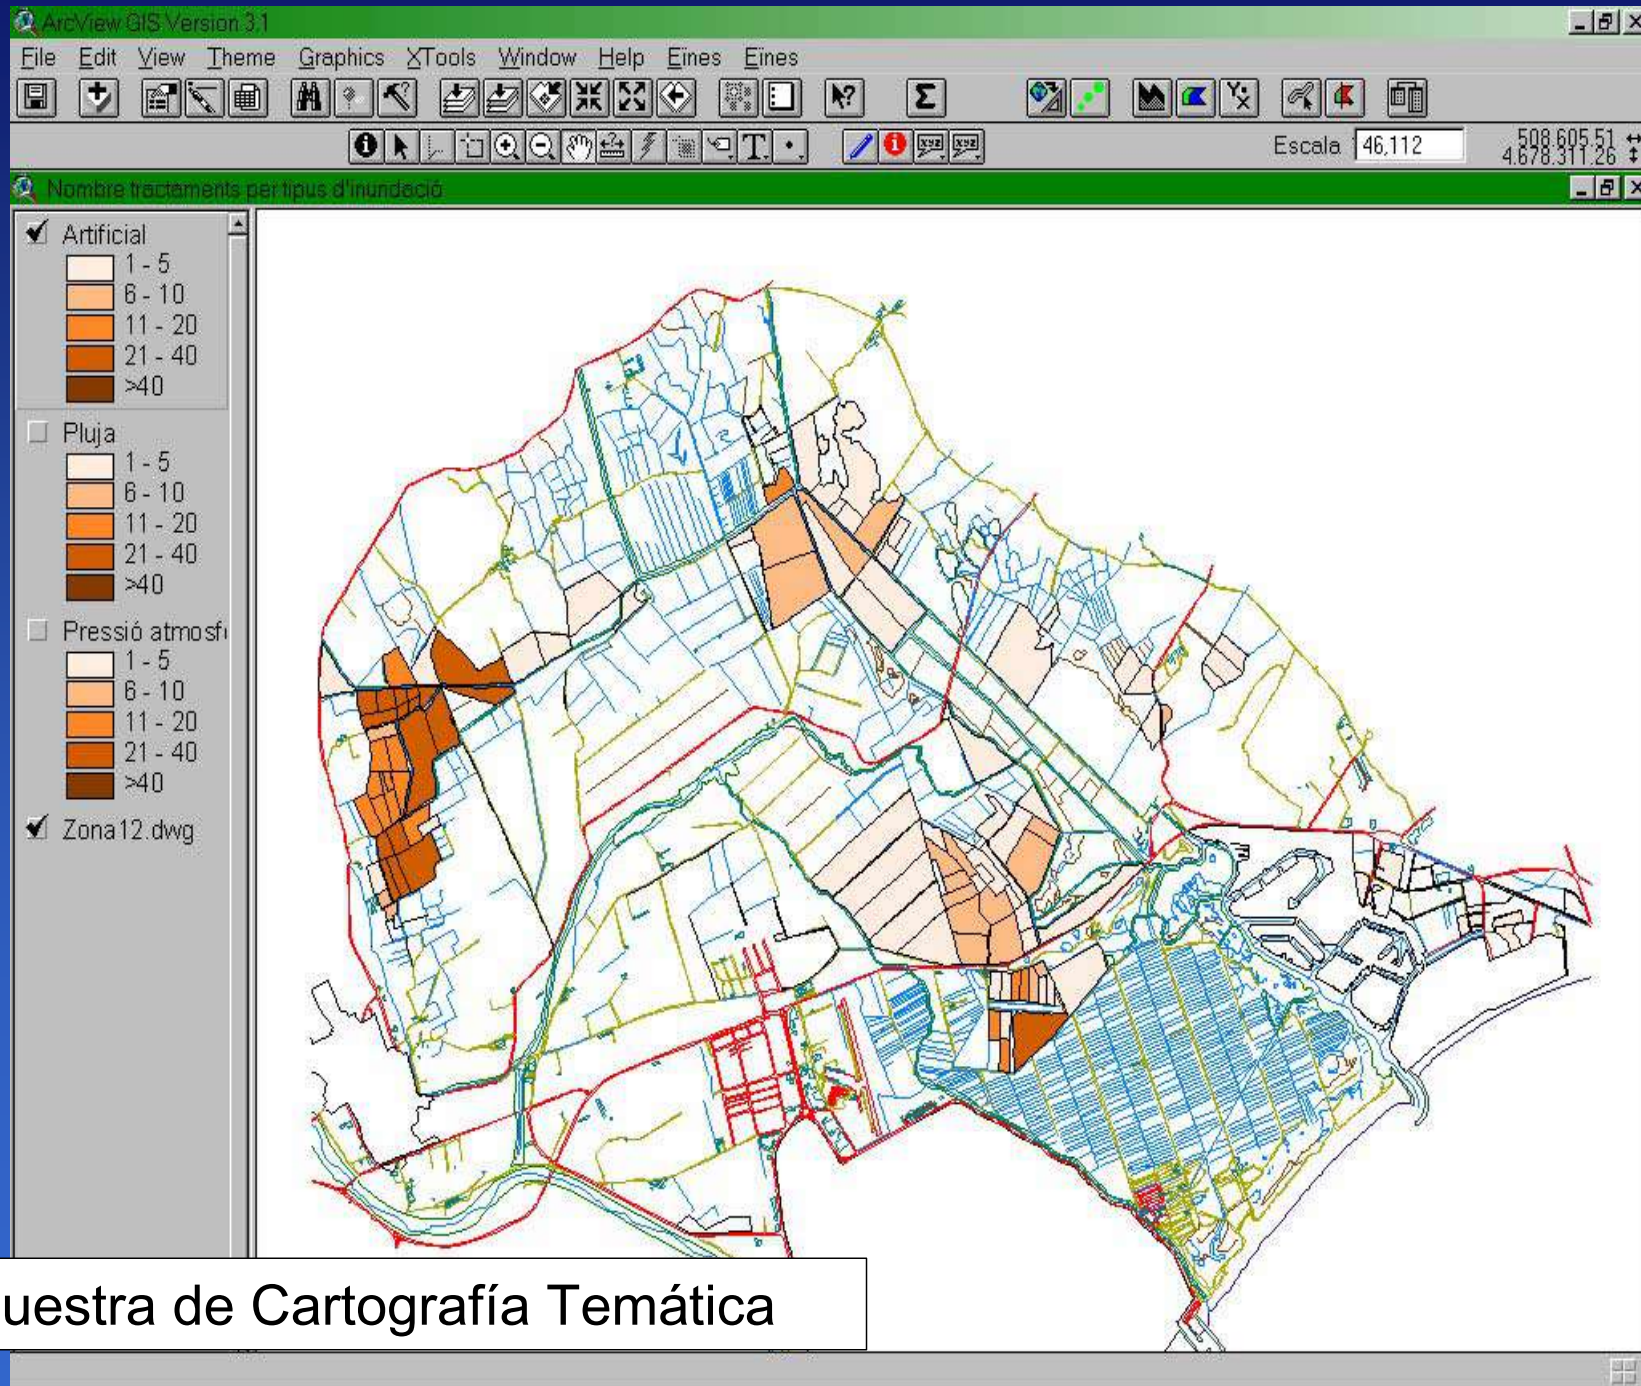 ArcView GIS Version 3.1
File Edit View Theme Graphics XTools Window Help Eines Eines
Escala 46,112
508.605.51
4.678.311.26
Nombre tractaments per tipus d'inundació
Artificial
1 - 5
6 - 10
11 - 20
21 - 40
>40
Pluja
1 - 5
6 - 10
11 - 20
21 - 40
>40
Pressió atmosf
1 - 5
6 - 10
11 - 20
21 - 40
>40
Zona12.dwg
uestra de Cartografía Temática